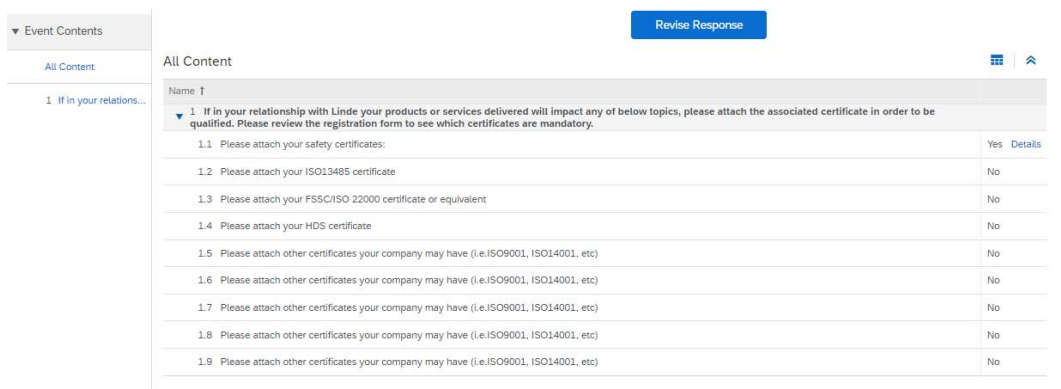 Revise Response
Event Contents
All Content
1 If in your relations...
All Content
Name ↑
1 If in your relationship with Linde your products or services delivered will impact any of below topics, please attach the associated certificate in order to be
qualified. Please review the registration form to see which certificates are mandatory.
1.1 Please attach your safety certificates: Yes Details
1.2 Please attach your ISO13485 certificate No
1.3 Please attach your FSSC/ISO 22000 certificate or equivalent No
1.4 Please attach your HDS certificate No
1.5 Please attach other certificates your company may have (i.e.ISO9001, ISO14001, etc) No
1.6 Please attach other certificates your company may have (i.e.ISO9001, ISO14001, etc) No
1.7 Please attach other certificates your company may have (i.e.ISO9001, ISO14001, etc) No
1.8 Please attach other certificates your company may have (i.e.ISO9001, ISO14001, etc) No
1.9 Please attach other certificates your company may have (i.e.ISO9001, ISO14001, etc) No